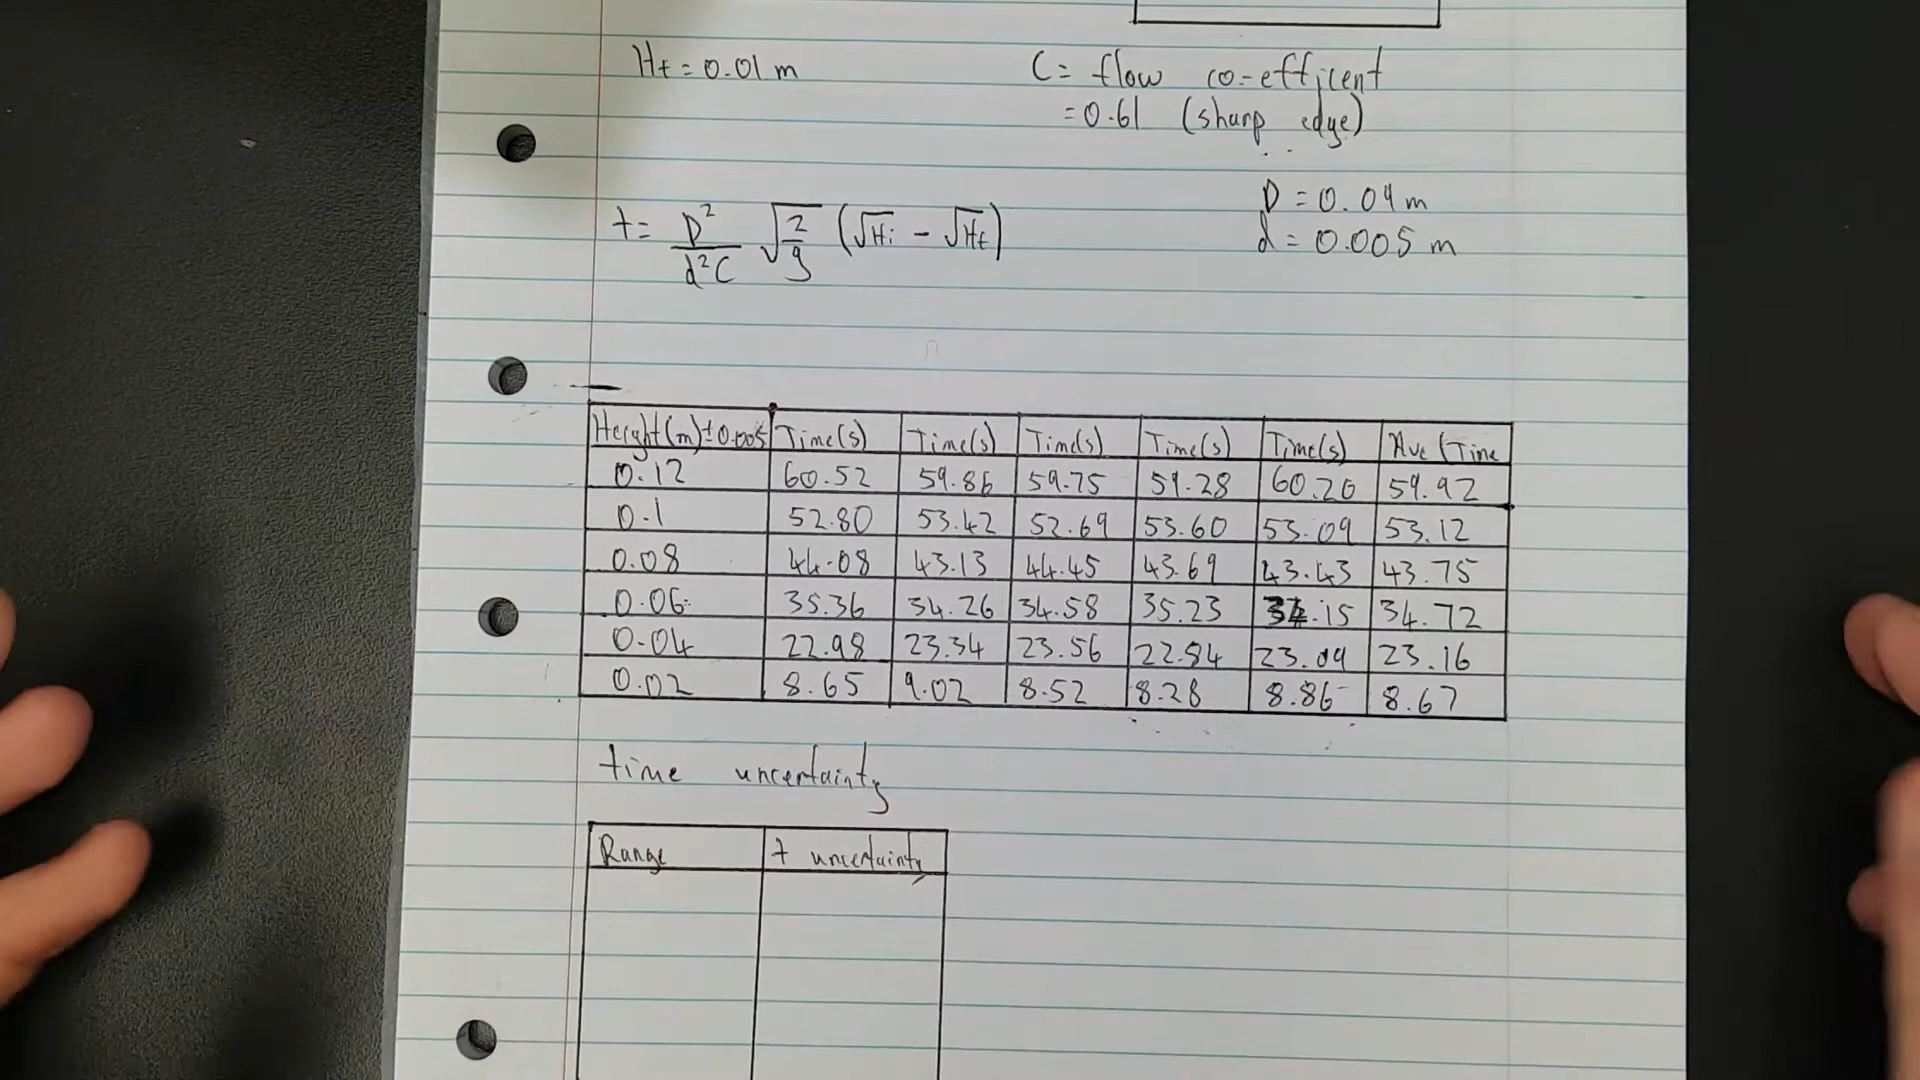 Hf = 0.01 m
C = flow co-efficent
= 0.61 (sharp edge)
D = 0.04 m
d = 0.005 m
t = D²/d²C √2/g (√Hi - √Hf)
Height(m)±0.005 Time(s) Time(s) Time(s) Time(s) Time(s) Ave (Time
0.12 60.52 59.86 59.75 59.28 60.20 59.92
0.1 52.80 53.42 52.69 53.60 53.09 53.12
0.08 44.08 43.13 44.45 43.69 43.43 43.75
0.06 35.36 34.26 34.58 35.23 34.15 34.72
0.04 22.98 23.34 23.56 22.84 23.09 23.16
0.02 8.65 9.02 8.52 8.28 8.86 8.67
time uncertainty
Range t uncertainty